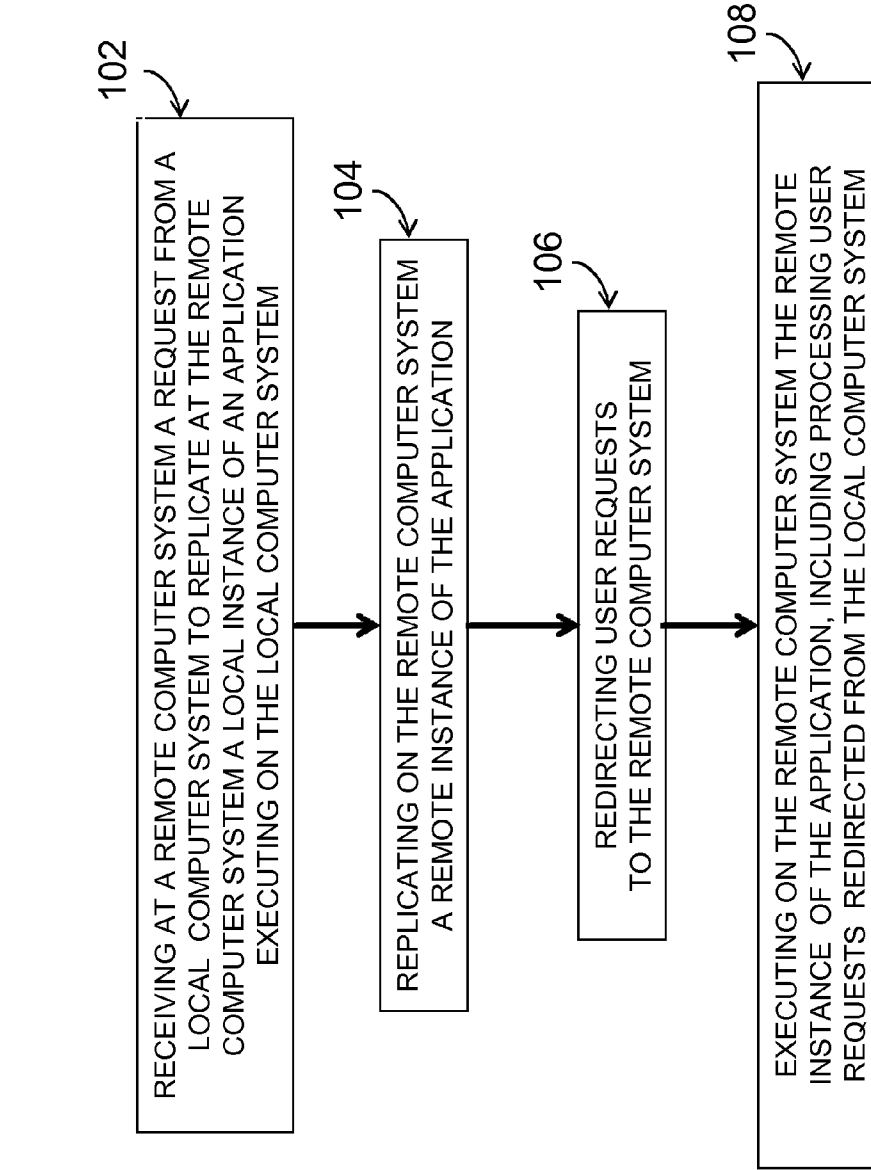 102
RECEIVING AT A REMOTE COMPUTER SYSTEM A REQUEST FROM A
LOCAL COMPUTER SYSTEM TO REPLICATE AT THE REMOTE
COMPUTER SYSTEM A LOCAL INSTANCE OF AN APPLICATION
EXECUTING ON THE LOCAL COMPUTER SYSTEM
104
REPLICATING ON THE REMOTE COMPUTER SYSTEM
A REMOTE INSTANCE OF THE APPLICATION
106
REDIRECTING USER REQUESTS
TO THE REMOTE COMPUTER SYSTEM
108
EXECUTING ON THE REMOTE COMPUTER SYSTEM THE REMOTE
INSTANCE OF THE APPLICATION, INCLUDING PROCESSING USER
REQUESTS REDIRECTED FROM THE LOCAL COMPUTER SYSTEM